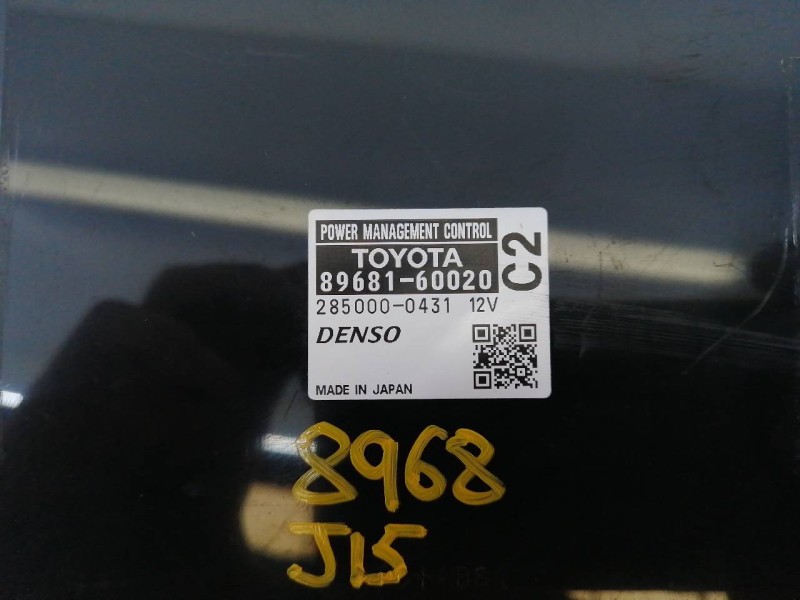 POWER MANAGEMENT CONTROL
TOYOTA
89681-60020
C2
285000-0431 12V
DENSO
MADE IN JAPAN
8968
J15